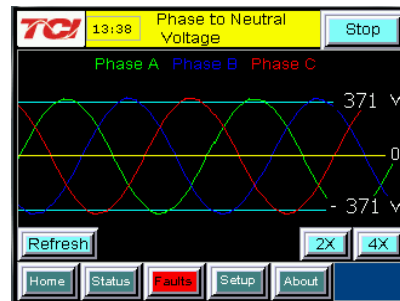 TCI 13:38 Phase to Neutral Voltage Stop
Phase A Phase B Phase C
371 V
0
- 371 V
Refresh 2X 4X
Home Status Faults Setup About